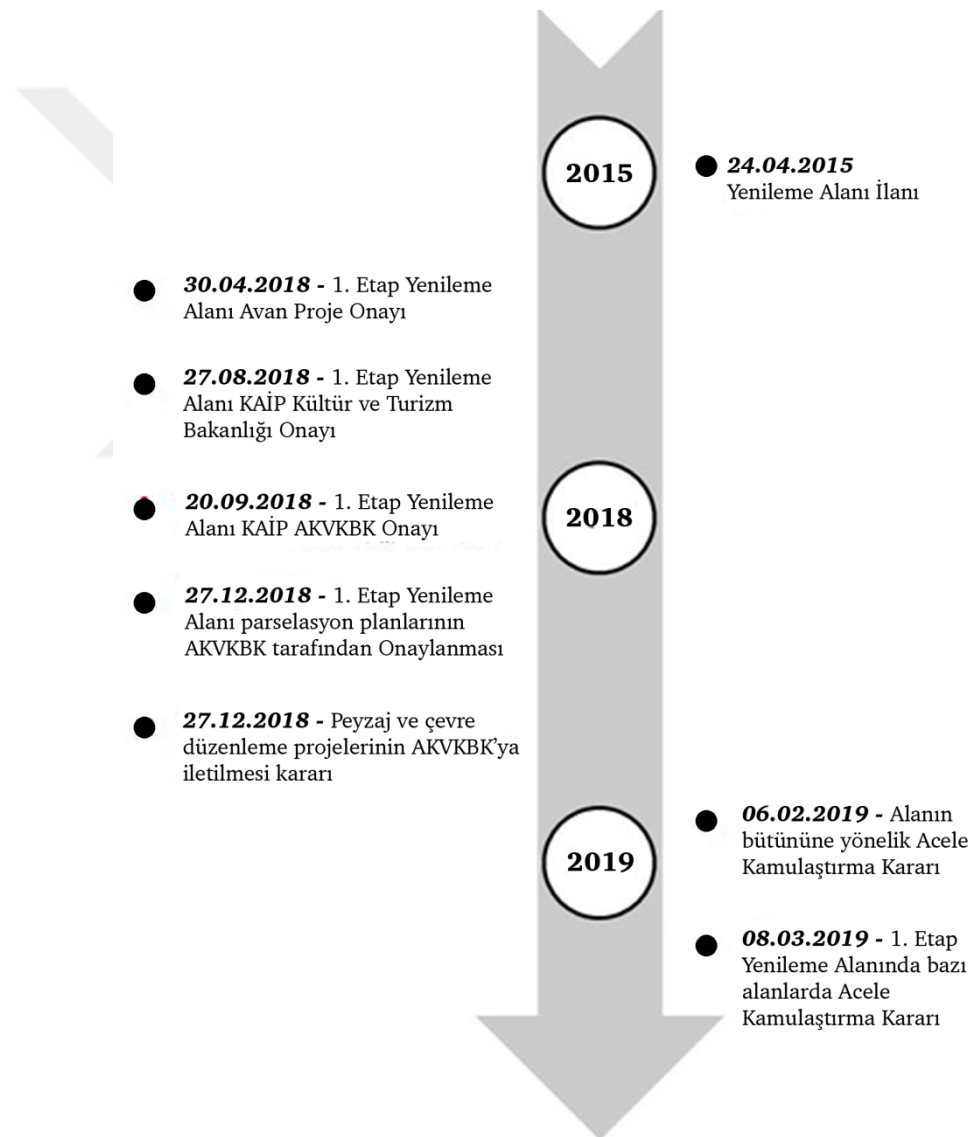 2015
24.04.2015
Yenileme Alanı İlanı
30.04.2018 - 1. Etap Yenileme
Alanı Avan Proje Onayı
27.08.2018 - 1. Etap Yenileme
Alanı KAİP Kültür ve Turizm
Bakanlığı Onayı
20.09.2018 - 1. Etap Yenileme
Alanı KAİP AKVKBK Onayı
2018
27.12.2018 - 1. Etap Yenileme
Alanı parselasyon planlarının
AKVKBK tarafından Onaylanması
27.12.2018 - Peyzaj ve çevre
düzenleme projelerinin AKVKBK’ya
iletilmesi kararı
2019
06.02.2019 - Alanın
bütününe yönelik Acele
Kamulaştırma Kararı
08.03.2019 - 1. Etap
Yenileme Alanında bazı
alanlarda Acele
Kamulaştırma Kararı